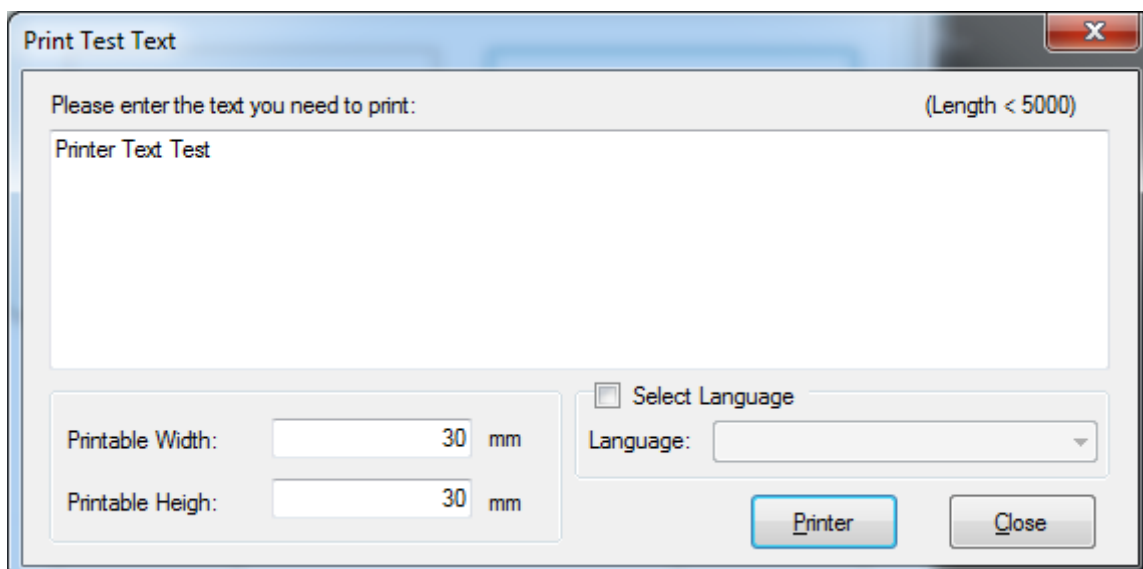 Print Test Text
Please enter the text you need to print: (Length < 5000)
Printer Text Test
Select Language
Printable Width: 30 mm
Language:
Printable Heigh: 30 mm
Printer Close